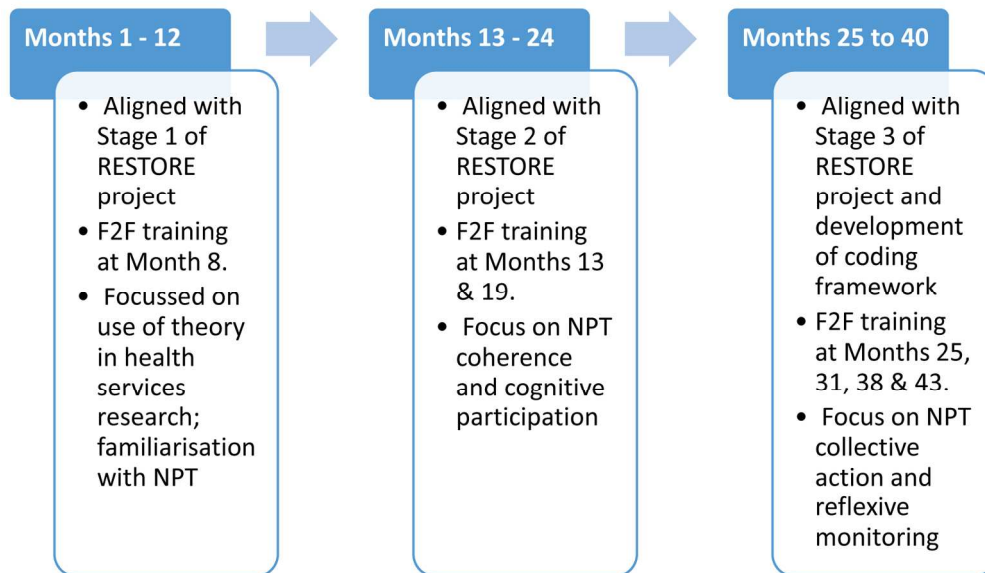 Months 1 - 12
• Aligned with
Stage 1 of
RESTORE
project
• F2F training
at Month 8.
• Focussed on
use of theory
in health
services
research;
familiarisation
with NPT
Months 13 - 24
• Aligned with
Stage 2 of
RESTORE
project
• F2F training
at Months 13
& 19.
• Focus on NPT
coherence
and cognitive
participation
Months 25 to 40
• Aligned with
Stage 3 of
RESTORE
project and
development
of coding
framework
• F2F training
at Months 25,
31, 38 & 43.
• Focus on NPT
collective
action and
reflexive
monitoring